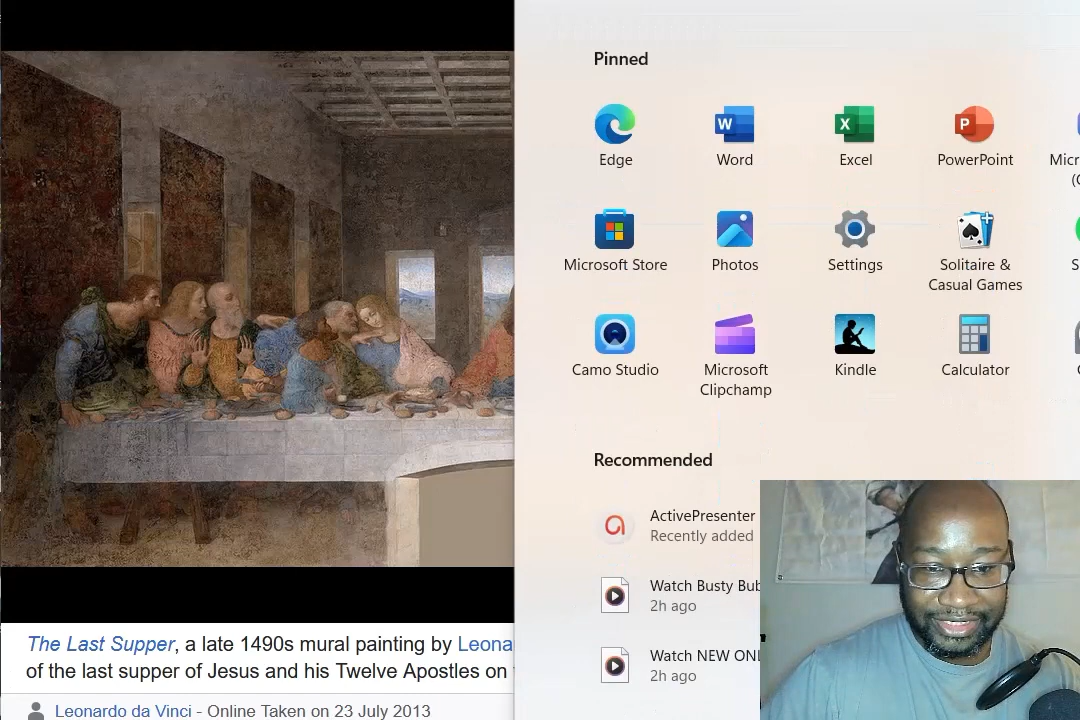 Pinned
Edge
Word
Excel
PowerPoint
Micr
(C
Microsoft Store
Photos
Settings
Solitaire &
Casual Games
S
Camo Studio
Microsoft
Clipchamp
Kindle
Calculator
Recommended
ActivePresenter
Recently added
Watch Busty Bub
2h ago
Watch NEW ONL
2h ago
The Last Supper, a late 1490s mural painting by Leona
of the last supper of Jesus and his Twelve Apostles on
Leonardo da Vinci - Online Taken on 23 July 2013